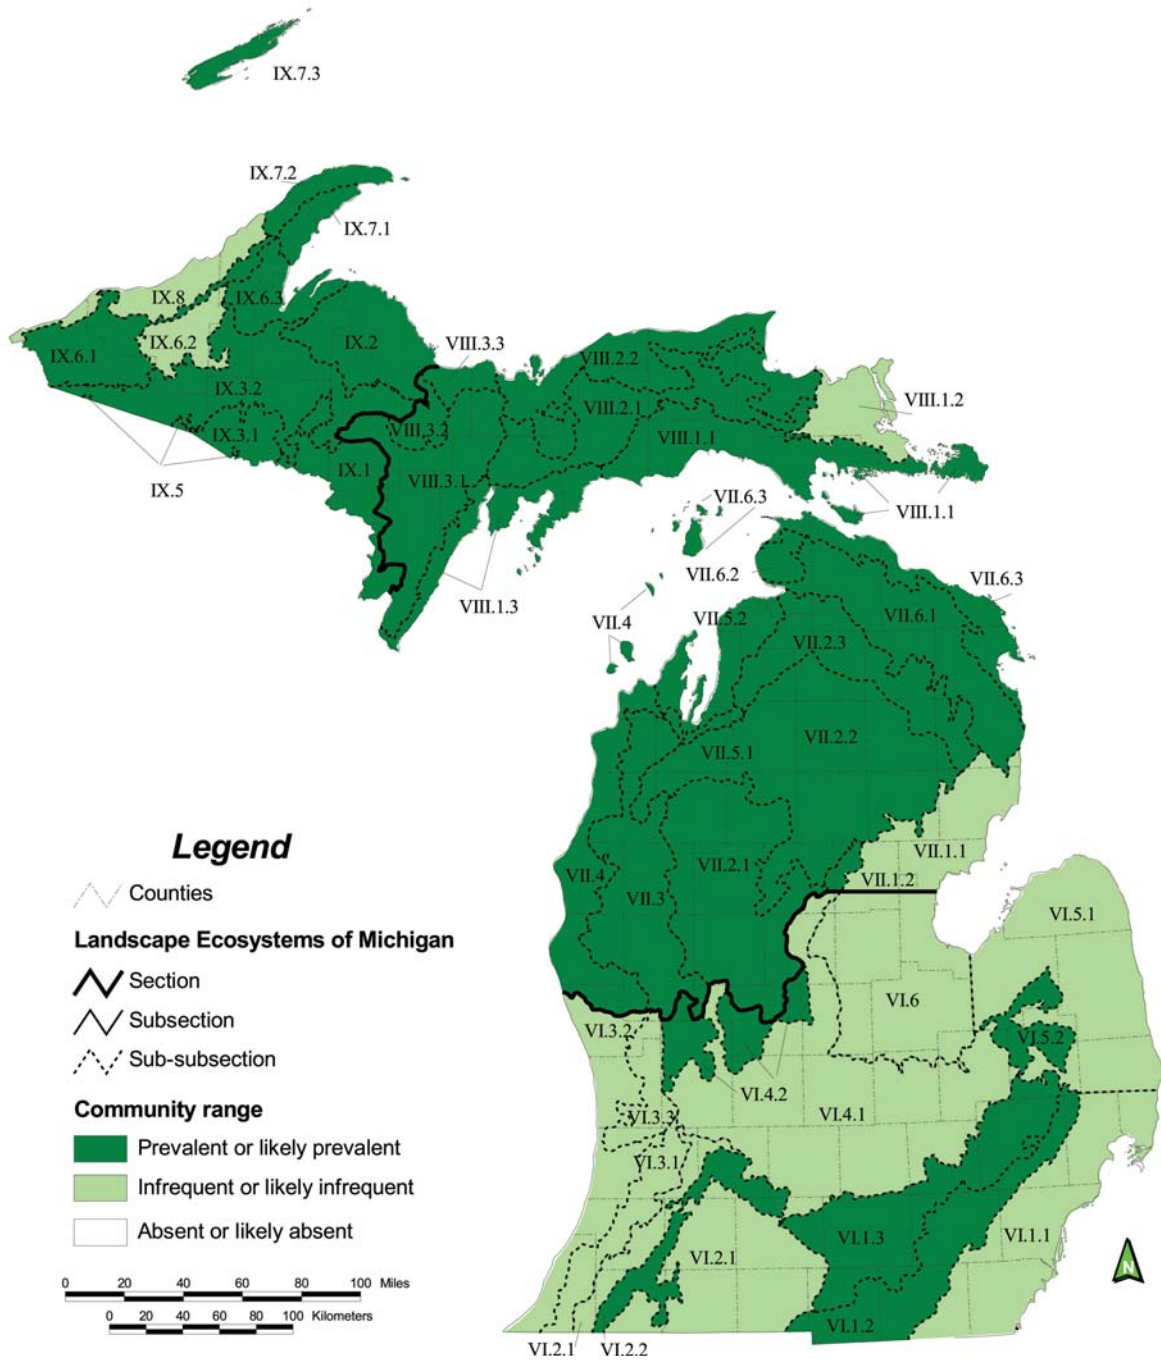 IX.7.3
IX.7.2
IX.7.1
IX.8
IX.6.3
IX.6.2
IX.6.1
IX.2
VIII.3.3
IX.3.2
IX.3.1
IX.5
IX.1
VIII.3.2
VIII.3.1
VIII.2.2
VIII.2.1
VIII.1.1
VIII.1.2
VIII.1.1
VIII.1.3
VII.6.3
VII.6.2
VII.6.3
VII.4
VII.5.2
VII.6.1
VII.2.3
VII.5.1
VII.2.2
VII.1.1
VII.1.2
VII.2.1
VII.4
VII.3
VI.5.1
VI.6
VI.5.2
VI.3.2
VI.4.2
VI.4.1
VI.3.3
VI.3.1
VI.2.1
VI.1.3
VI.1.1
VI.1.2
VI.2.1
VI.2.2
Legend
Counties
Landscape Ecosystems of Michigan
Section
Subsection
Sub-subsection
Community range
Prevalent or likely prevalent
Infrequent or likely infrequent
Absent or likely absent
0 20 40 60 80 100 Miles
0 20 40 60 80 100 Kilometers
N